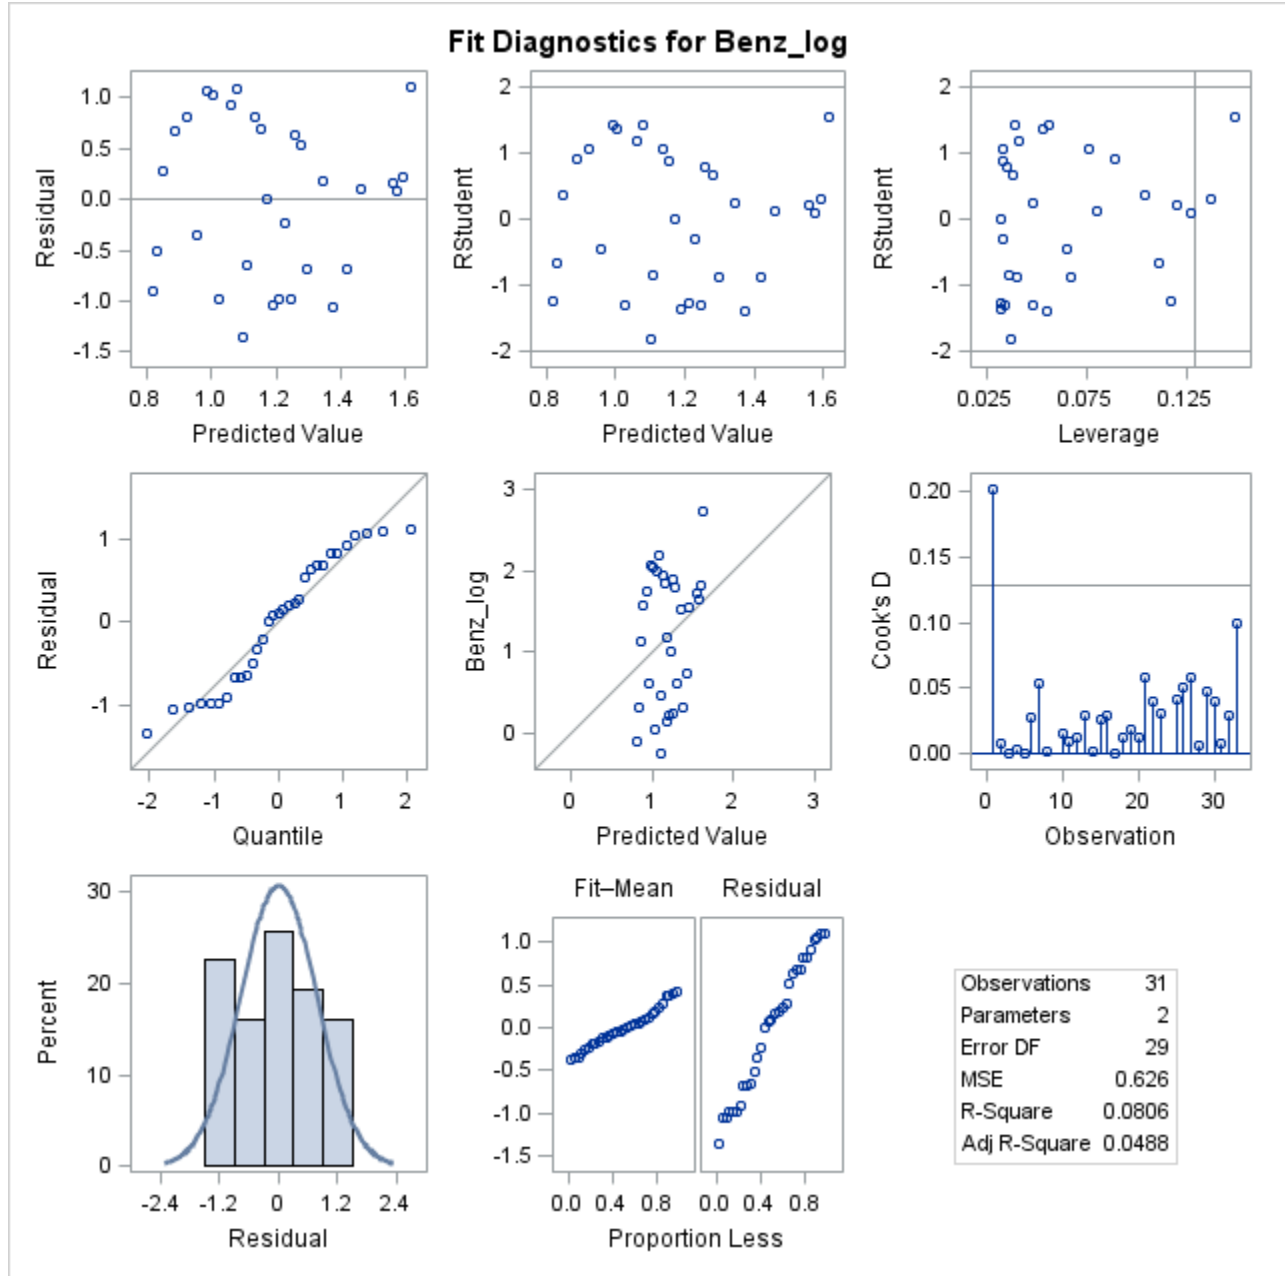 Fit Diagnostics for Benz_log
1.0
0.5
0.0
-0.5
-1.0
-1.5
Residual
0.8 1.0 1.2 1.4 1.6
Predicted Value
2
1
0
-1
-2
RStudent
0.8 1.0 1.2 1.4 1.6
Predicted Value
2
1
0
-1
-2
RStudent
0.025 0.075 0.125
Leverage
1
0
-1
Residual
-2 -1 0 1 2
Quantile
3
2
1
0
Benz_log
0 1 2 3
Predicted Value
0.20
0.15
0.10
0.05
0.00
Cook's D
0 10 20 30
Observation
30
20
10
0
Percent
-2.4 -1.2 0 1.2 2.4
Residual
Fit–Mean Residual
1.0
0.5
0.0
-0.5
-1.0
-1.5
0.0 0.4 0.8 0.0 0.4 0.8
Proportion Less
Observations 31
Parameters 2
Error DF 29
MSE 0.626
R-Square 0.0806
Adj R-Square 0.0488